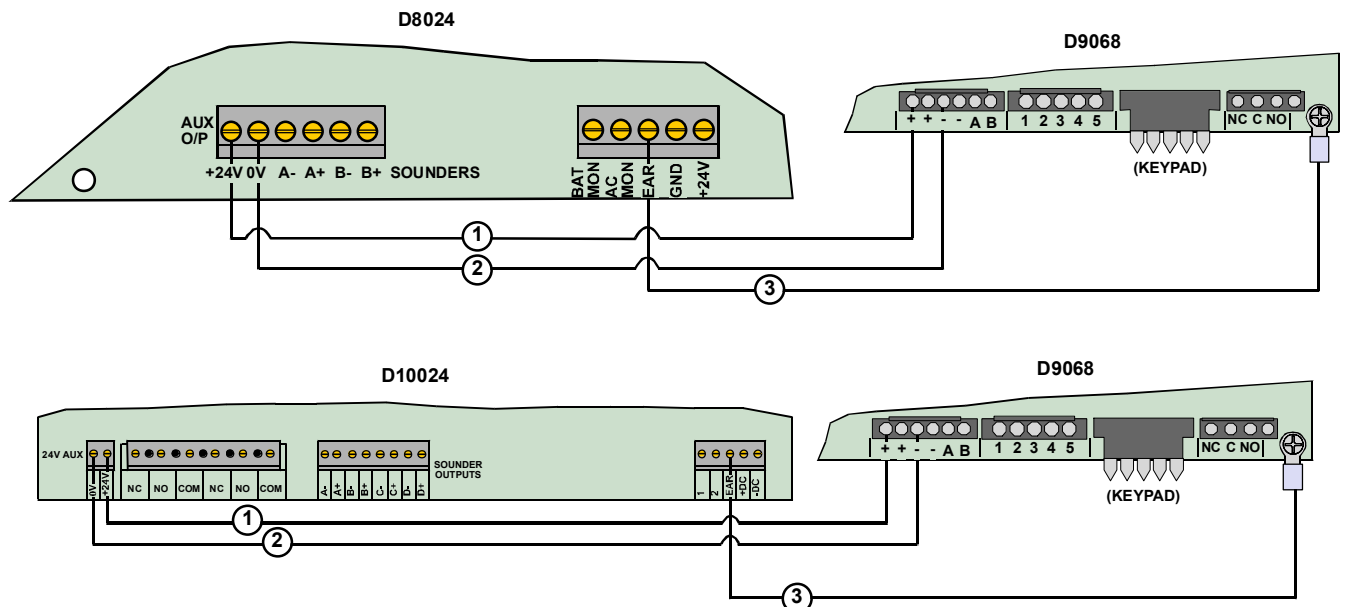 D8024
D9068
AUX
O/P
+24V 0V A- A+ B- B+ SOUNDERS
BAT
MON
AC
MON
EAR
GND
+24V
+ + - - A B
1 2 3 4 5
(KEYPAD)
NC C NO
1
2
3
D10024
D9068
24V AUX
0V
+24V
NC NO COM NC NO COM
A-
A+
B-
B+
C-
C+
D-
D+
SOUNDER
OUTPUTS
1
2
EAR
+DC
-DC
+ + - - A B
1 2 3 4 5
(KEYPAD)
NC C NO
1
2
3